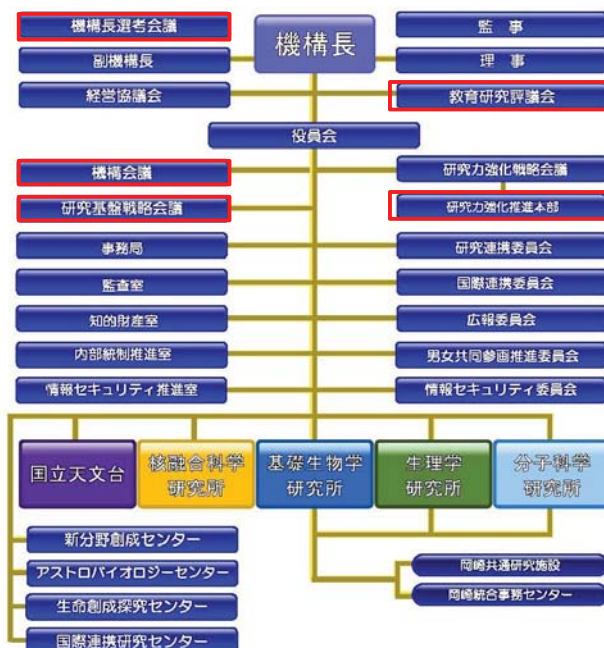 機構長選考会議
機構長
監　事
副機構長
理　事
経営協議会
教育研究評議会
役員会
機構会議
研究力強化戦略会議
研究基盤戦略会議
研究力強化推進本部
事務局
研究連携委員会
監査室
国際連携委員会
知的財産室
広報委員会
内部統制推進室
男女共同参画推進委員会
情報セキュリティ推進室
情報セキュリティ委員会
国立天文台
核融合科学
研究所
基礎生物学
研究所
生理学
研究所
分子科学
研究所
新分野創成センター
アストロバイオロジーセンター
生命創成探究センター
国際連携研究センター
岡崎共通研究施設
岡崎統合事務センター